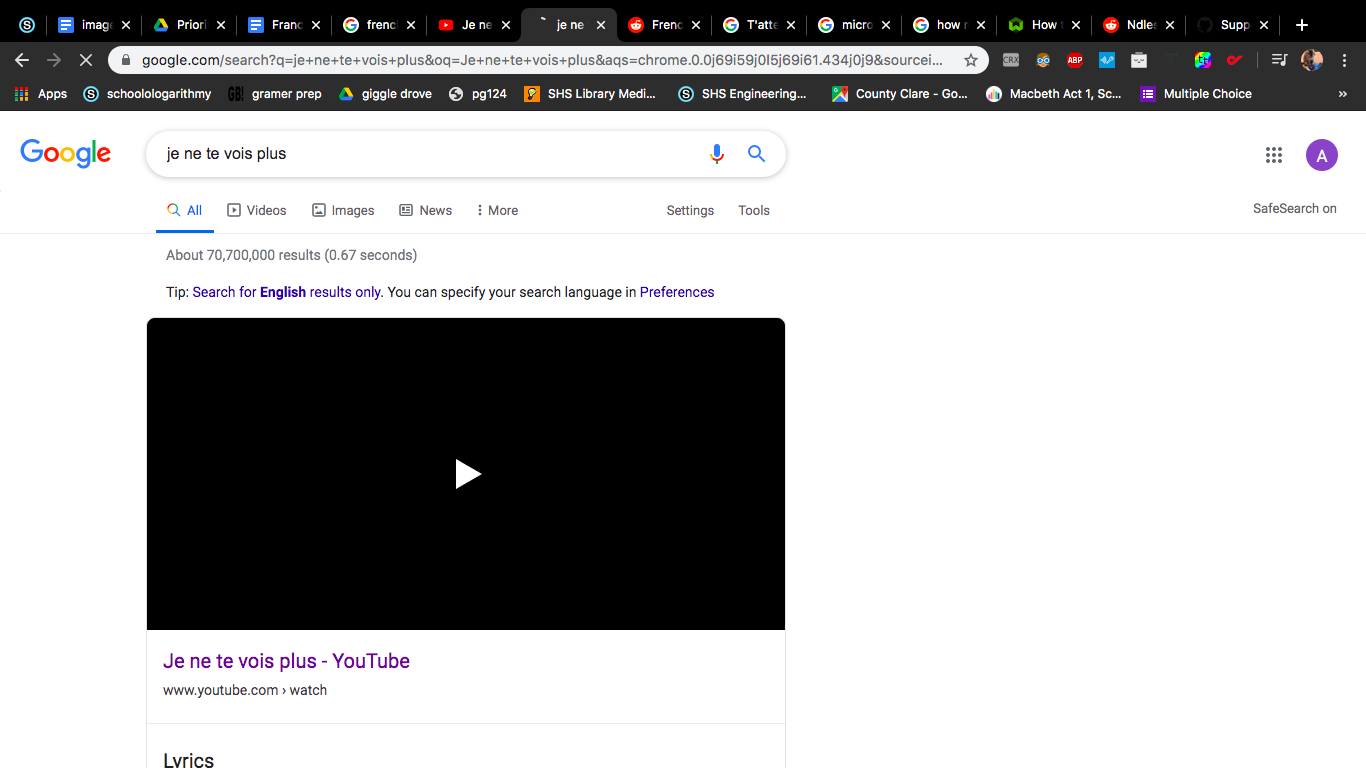 image Priori Franc frenci Je ne je ne Frenc T'atte micro how r How t Ndles Supp
google.com/search?q=je+ne+te+vois+plus&oq=Je+ne+te+vois+plus&aqs=chrome.0.0j69i59j0l5j69i61.434j0j9&sourcei...
CRX ABP
Apps schoolologarithmy GB! gramer prep giggle drove pg124 SHS Library Medi... SHS Engineering... County Clare - Go... Macbeth Act 1, Sc... Multiple Choice »
Google je ne te vois plus A
All Videos Images News More Settings Tools SafeSearch on
About 70,700,000 results (0.67 seconds)
Tip: Search for English results only. You can specify your search language in Preferences
Je ne te vois plus - YouTube
www.youtube.com › watch
Lyrics